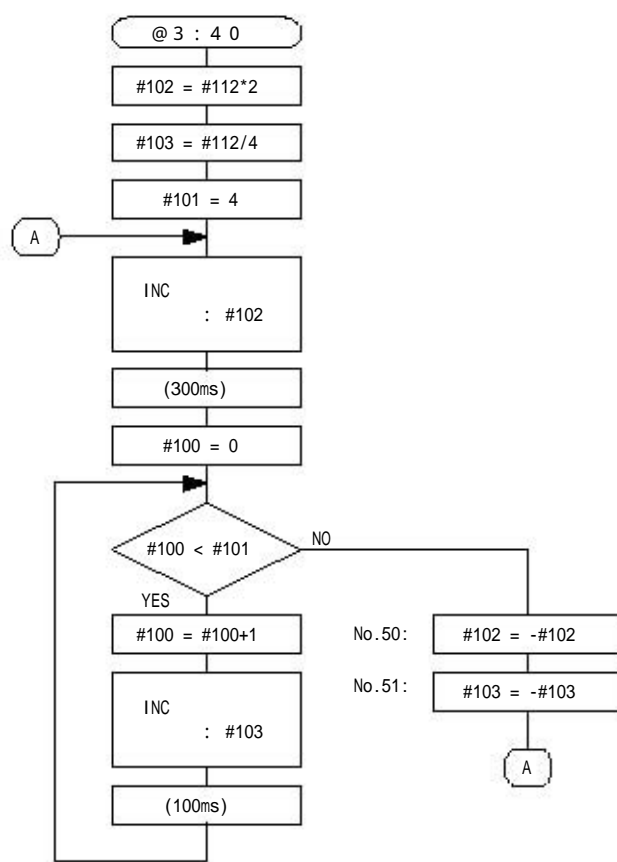 @3:40
#102 = #112*2
#103 = #112/4
#101 = 4
A
INC
: #102
(300ms)
#100 = 0
#100 < #101
NO
YES
#100 = #100+1
No.50:
#102 = -#102
No.51:
#103 = -#103
INC
: #103
A
(100ms)